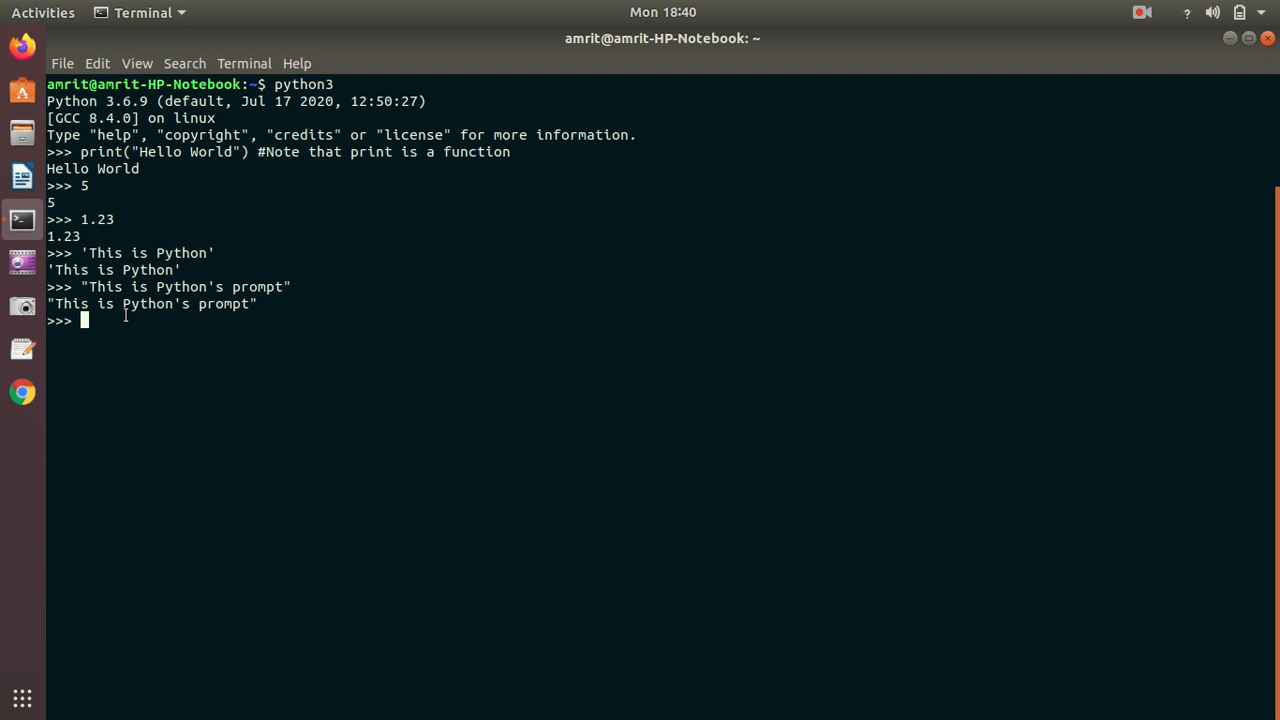 Activities Terminal Mon 18:40 ?
amrit@amrit-HP-Notebook: ~
File Edit View Search Terminal Help
amrit@amrit-HP-Notebook:~$ python3
Python 3.6.9 (default, Jul 17 2020, 12:50:27)
[GCC 8.4.0] on linux
Type "help", "copyright", "credits" or "license" for more information.
>>> print("Hello World") #Note that print is a function
Hello World
>>> 5
5
>>> 1.23
1.23
>>> 'This is Python'
'This is Python'
>>> "This is Python's prompt"
"This is Python's prompt"
>>>